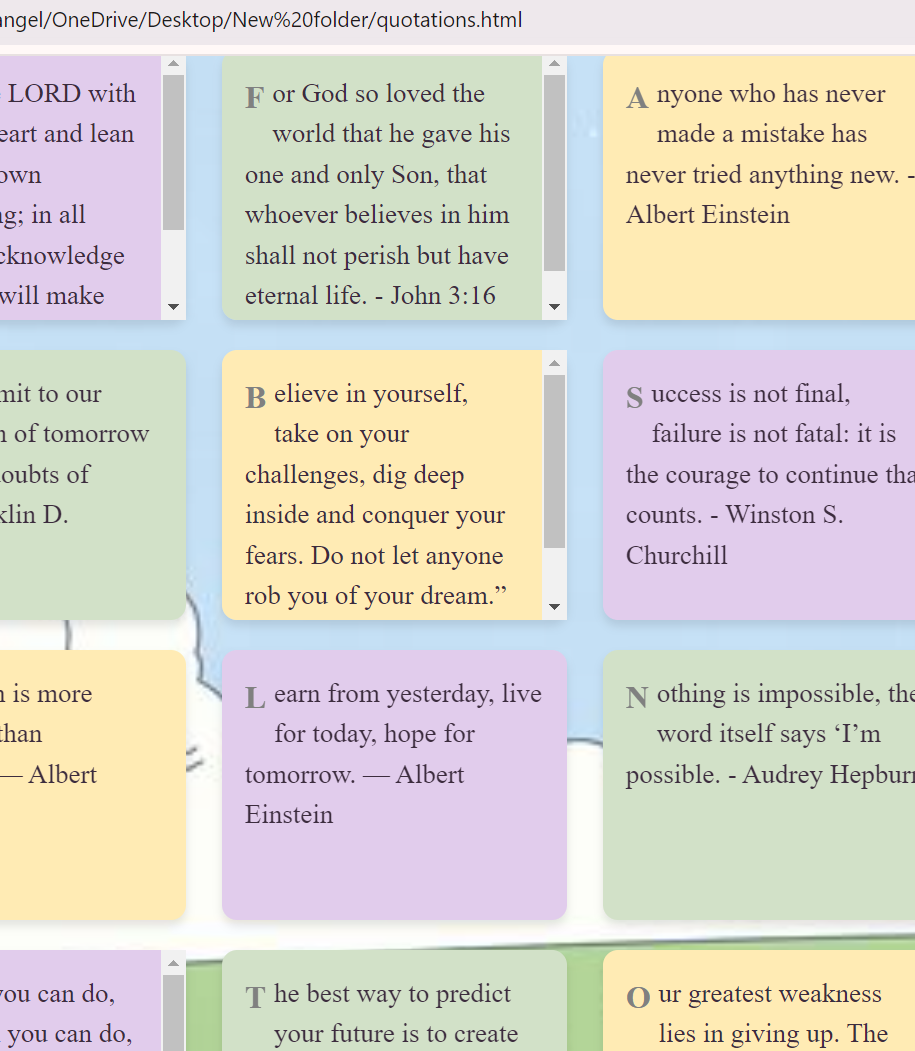 angel/OneDrive/Desktop/New%20folder/quotations.html
LORD with
eart and lean
own
ng; in all
cknowledge
will make
For God so loved the
world that he gave his
one and only Son, that
whoever believes in him
shall not perish but have
eternal life. - John 3:16
Anyone who has never
made a mistake has
never tried anything new. -
Albert Einstein
mit to our
n of tomorrow
doubts of
klin D.
Believe in yourself,
take on your
challenges, dig deep
inside and conquer your
fears. Do not let anyone
rob you of your dream.”
Success is not final,
failure is not fatal: it is
the courage to continue tha
counts. - Winston S.
Churchill
n is more
than
— Albert
Learn from yesterday, live
for today, hope for
tomorrow. — Albert
Einstein
Nothing is impossible, the
word itself says ‘I’m
possible. - Audrey Hepburn
you can do,
you can do,
The best way to predict
your future is to create
Our greatest weakness
lies in giving up. The